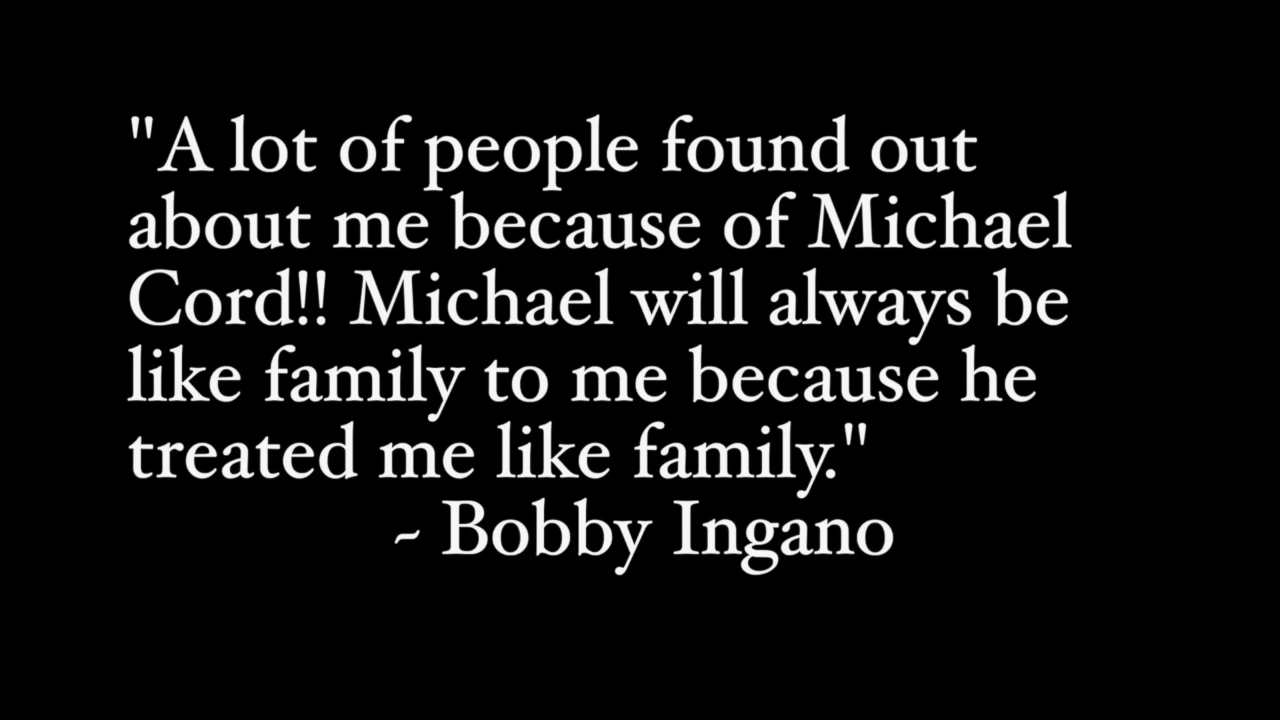 "A lot of people found out
about me because of Michael
Cord!! Michael will always be
like family to me because he
treated me like family."
~ Bobby Ingano